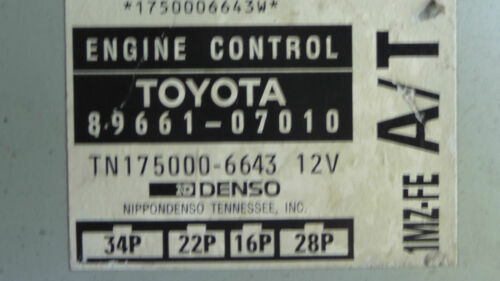 *1750006643W*
ENGINE CONTROL
TOYOTA
89661-07010
TN175000-6643 12V
DENSO
NIPPONDENSO TENNESSEE, INC.
34P 22P 16P 28P
1MZ-FE A/T